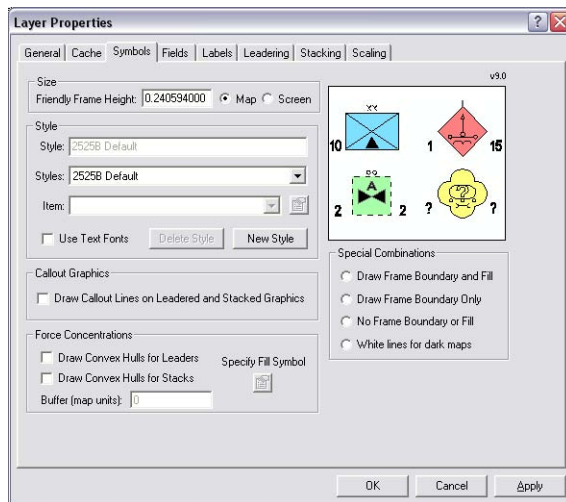 Layer Properties
General Cache Symbols Fields Labels Leadering Stacking Scaling
v9.0
Size
Friendly Frame Height: 0.240594000 Map Screen
Style
Style: 2525B Default
Styles: 2525B Default
Item:
Use Text Fonts Delete Style New Style
Callout Graphics
Draw Callout Lines on Leadered and Stacked Graphics
Force Concentrations
Draw Convex Hulls for Leaders
Specify Fill Symbol
Draw Convex Hulls for Stacks
Buffer (map units): 0
XX
10
1 15
A
2 2
? ? ?
Special Combinations
Draw Frame Boundary and Fill
Draw Frame Boundary Only
No Frame Boundary or Fill
White lines for dark maps
OK Cancel Apply